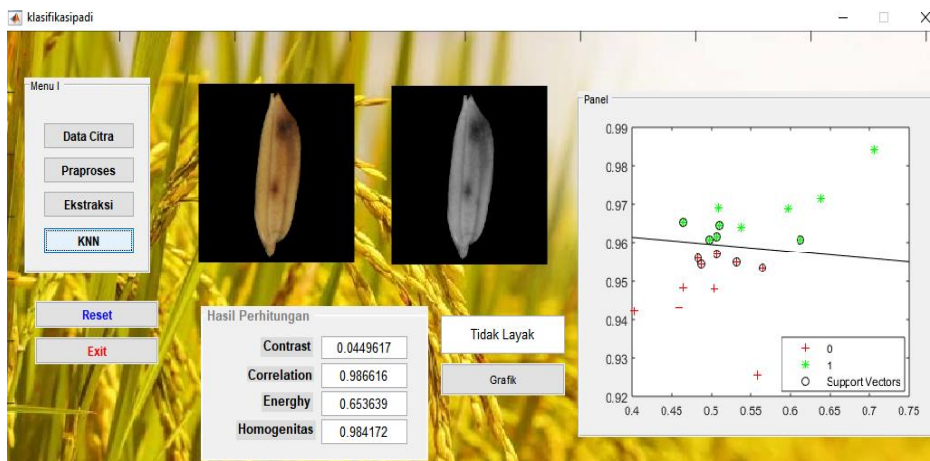 klasifikasipadi
Menu I
Data Citra
Praproses
Ekstraksi
KNN
Reset
Exit
Hasil Perhitungan
Contrast 0.0449617
Correlation 0.986616
Energhy 0.653639
Homogenitas 0.984172
Tidak Layak
Grafik
Panel
0.99
0.98
0.97
0.96
0.95
0.94
0.93
0.92
0.4 0.45 0.5 0.55 0.6 0.65 0.7 0.75
0
1
Support Vectors